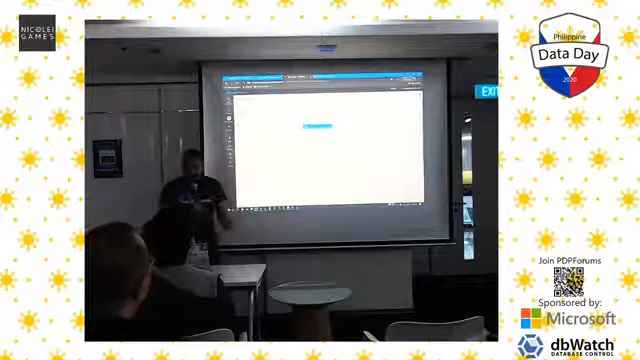 NICOLEI
GAMES
Philippine
Data Day
2020
EXIT
Join PDPForums
Sponsored by:
Microsoft
dbWatch
DATABASE CONTROL